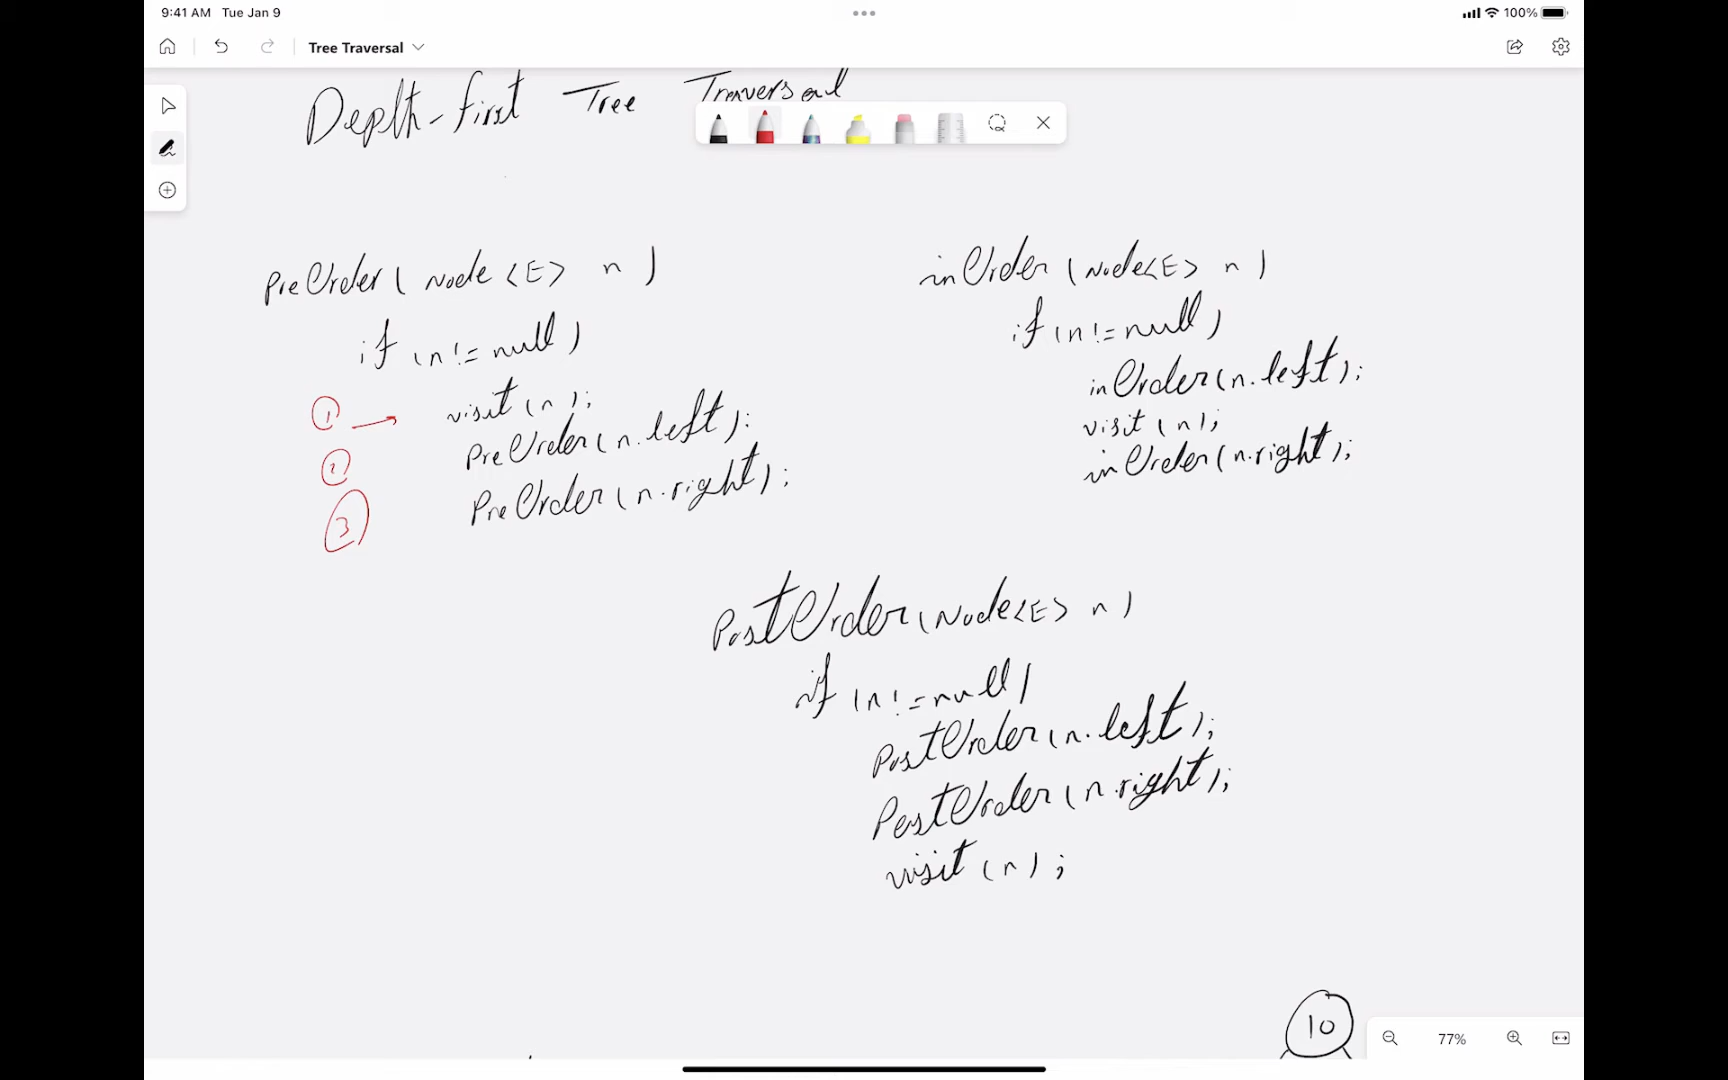 9:41 AM Tue Jan 9
100%
Tree Traversal
Depth-first Tree Traversal
PreOrder( Node<E> n )
if (n != null)
① visit(n);
② PreOrder(n.left);
③ PreOrder(n.right);
inOrder (Node<E> n )
if (n != null)
inOrder(n.left);
visit (n);
inOrder(n.right);
PostOrder(Node<E> n )
if (n != null)
PostOrder(n.left);
PostOrder(n.right);
visit (n);
10
77%